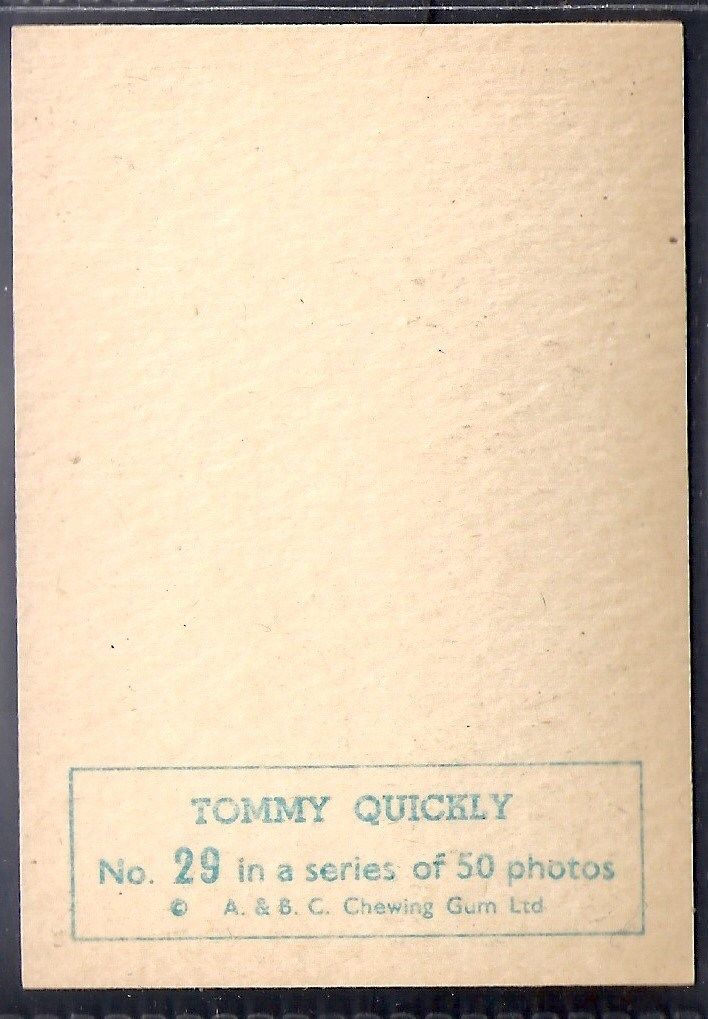 TOMMY QUICKLY
No. 29 in a series of 50 photos
© A. & B. C. Chewing Gum Ltd